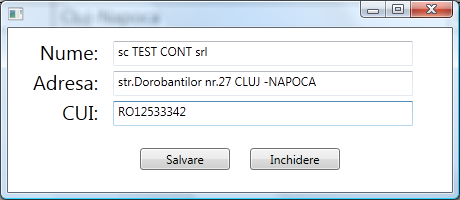 Cluj Napoca
Nume: sc TEST CONT srl
Adresa: str.Dorobantilor nr.27 CLUJ -NAPOCA
CUI: RO12533342
Salvare Inchidere